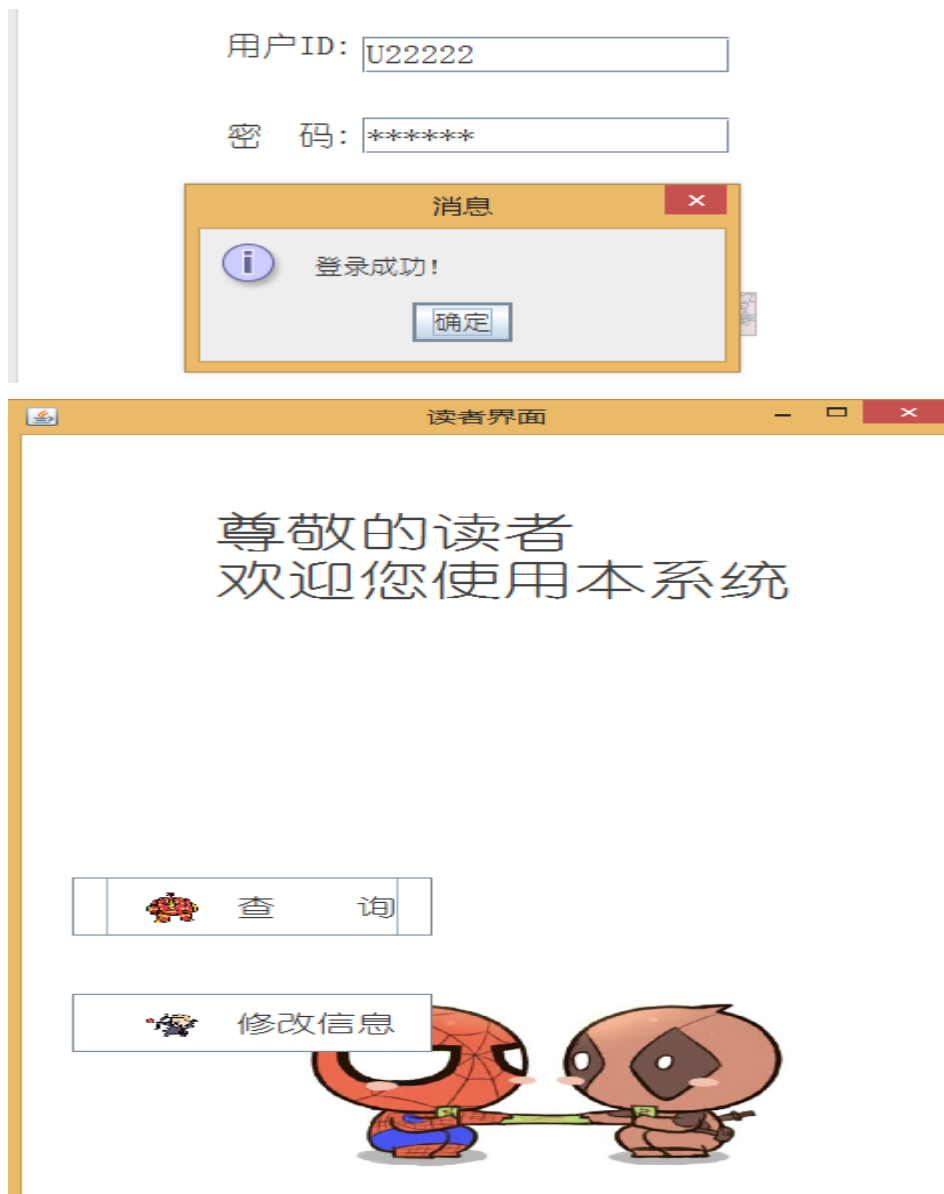 用户ID: U22222
密 码: ******
消息
登录成功!
确定
读者界面
尊敬的读者
欢迎您使用本系统
查 询
修改信息